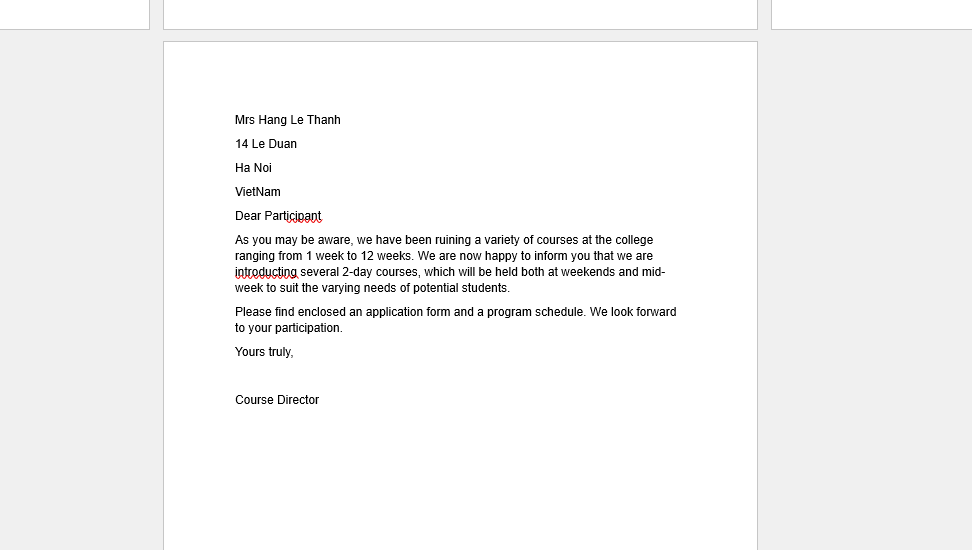 Mrs Hang Le Thanh
14 Le Duan
Ha Noi
VietNam
Dear Participant
As you may be aware, we have been ruining a variety of courses at the college
ranging from 1 week to 12 weeks. We are now happy to inform you that we are
introducting several 2-day courses, which will be held both at weekends and mid-
week to suit the varying needs of potential students.
Please find enclosed an application form and a program schedule. We look forward
to your participation.
Yours truly,
Course Director